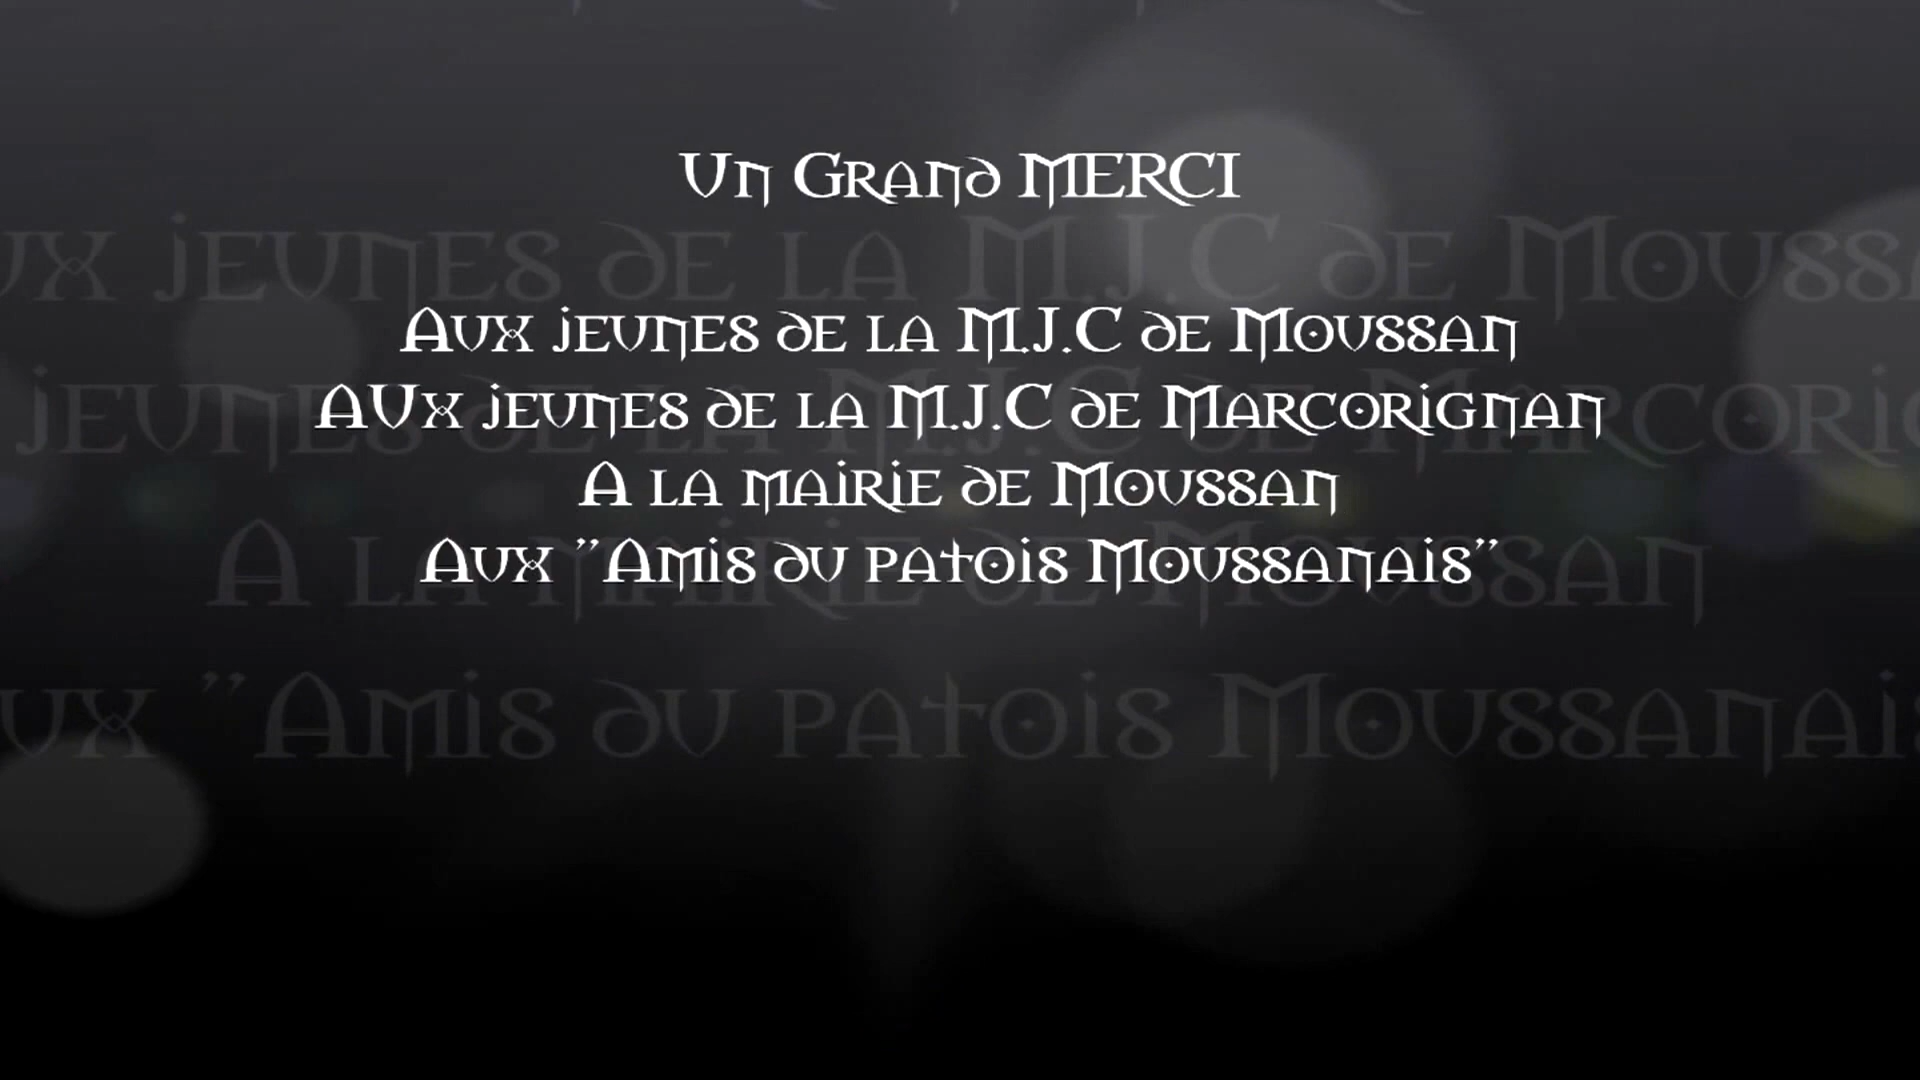 Un Grand MERCI
Aux jeunes de la M.J.C de Moussan
AUx jeunes de la M.J.C de Marcorignan
A la mairie de Moussan
Aux "Amis du patois Moussanais"